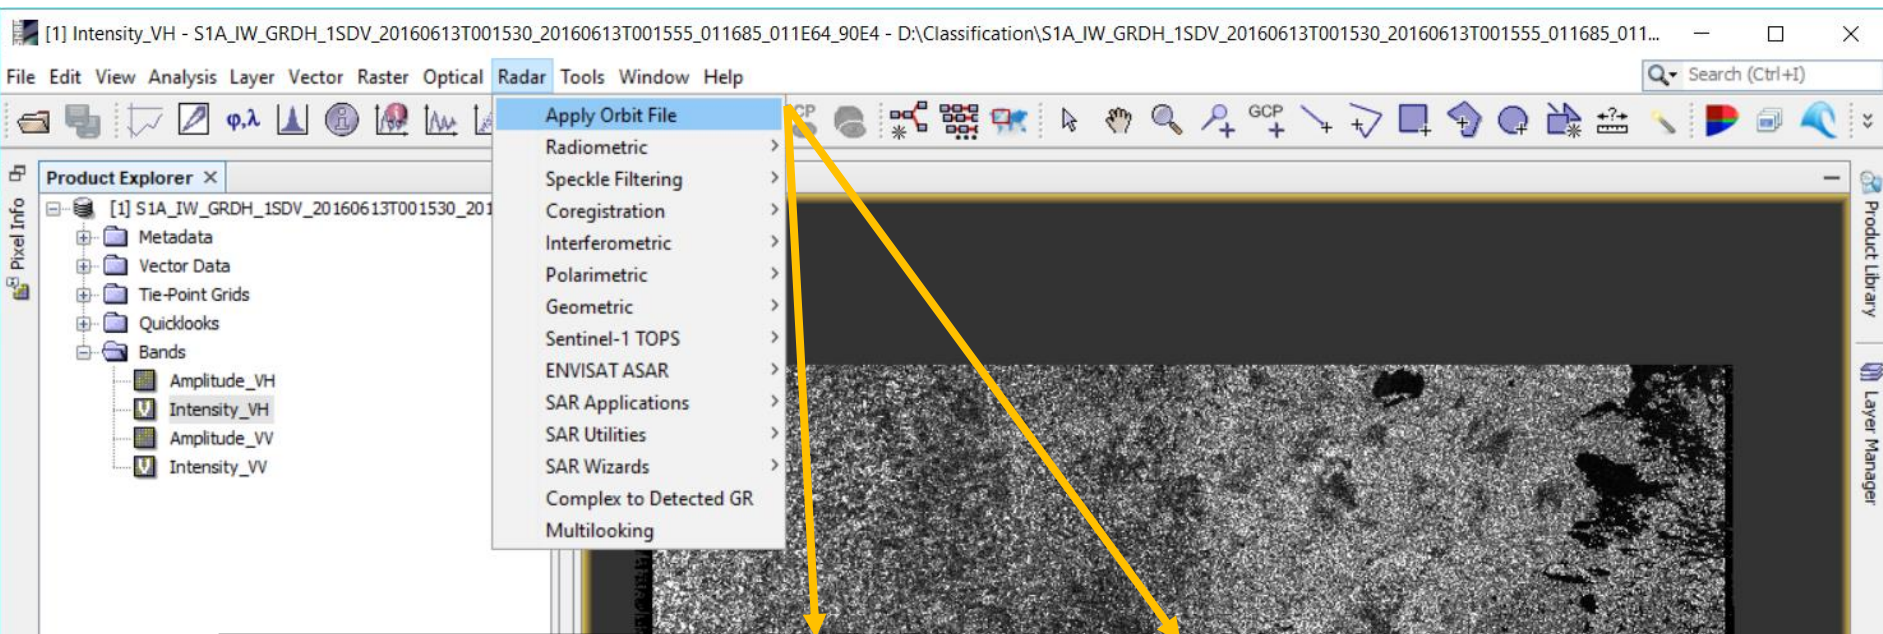 [1] Intensity_VH - S1A_IW_GRDH_1SDV_20160613T001530_20160613T001555_011685_011E64_90E4 - D:\Classification\S1A_IW_GRDH_1SDV_20160613T001530_20160613T001555_011685_011...
File Edit View Analysis Layer Vector Raster Optical Radar Tools Window Help
Search (Ctrl+I)
φ,λ
GCP
Apply Orbit File
Radiometric
Speckle Filtering
Coregistration
Interferometric
Polarimetric
Geometric
Sentinel-1 TOPS
ENVISAT ASAR
SAR Applications
SAR Utilities
SAR Wizards
Complex to Detected GR
Multilooking
Product Explorer
[1] S1A_IW_GRDH_1SDV_20160613T001530_201
Metadata
Vector Data
Tie-Point Grids
Quicklooks
Bands
Amplitude_VH
Intensity_VH
Amplitude_VV
Intensity_VV
Pixel Info
Product Library
Layer Manager